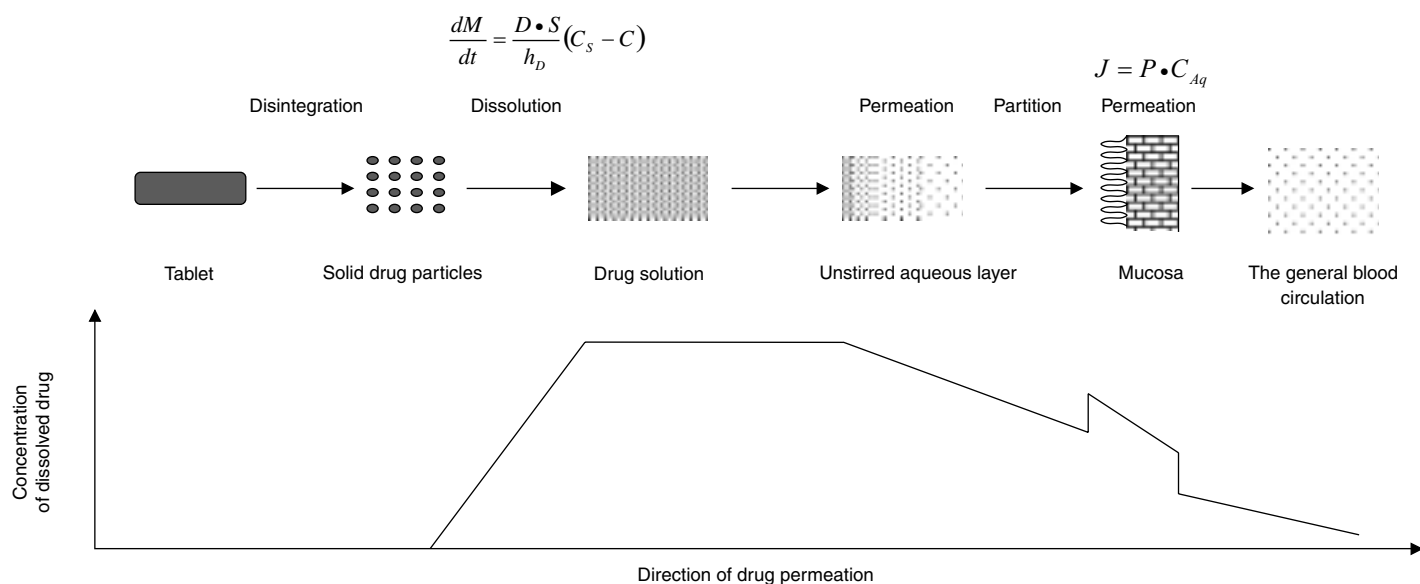 dM/dt = D • S/h_D (C_S − C)
J = P • C_Aq
Disintegration
Dissolution
Permeation
Partition
Permeation
Tablet
Solid drug particles
Drug solution
Unstirred aqueous layer
Mucosa
The general blood
circulation
Concentration
of dissolved drug
Direction of drug permeation